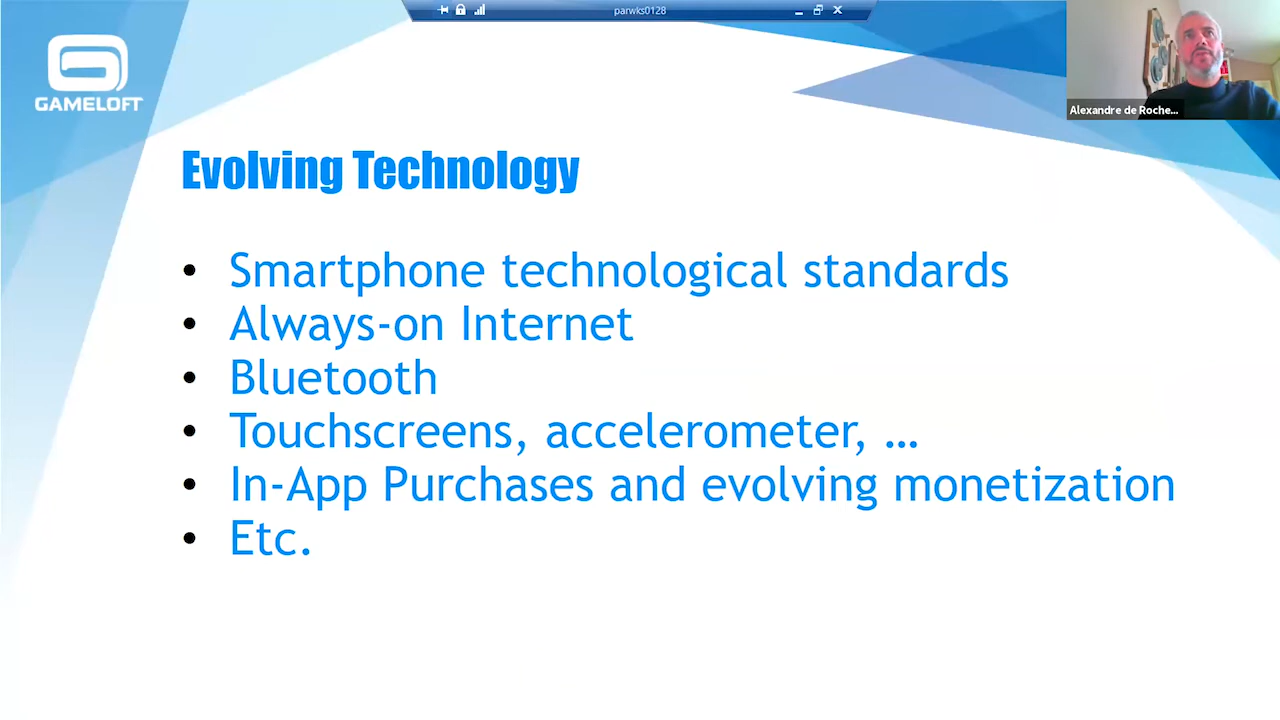 parwks0128
GAMELOFT
Alexandre de Roche...
Evolving Technology
• Smartphone technological standards
• Always-on Internet
• Bluetooth
• Touchscreens, accelerometer, ...
• In-App Purchases and evolving monetization
• Etc.